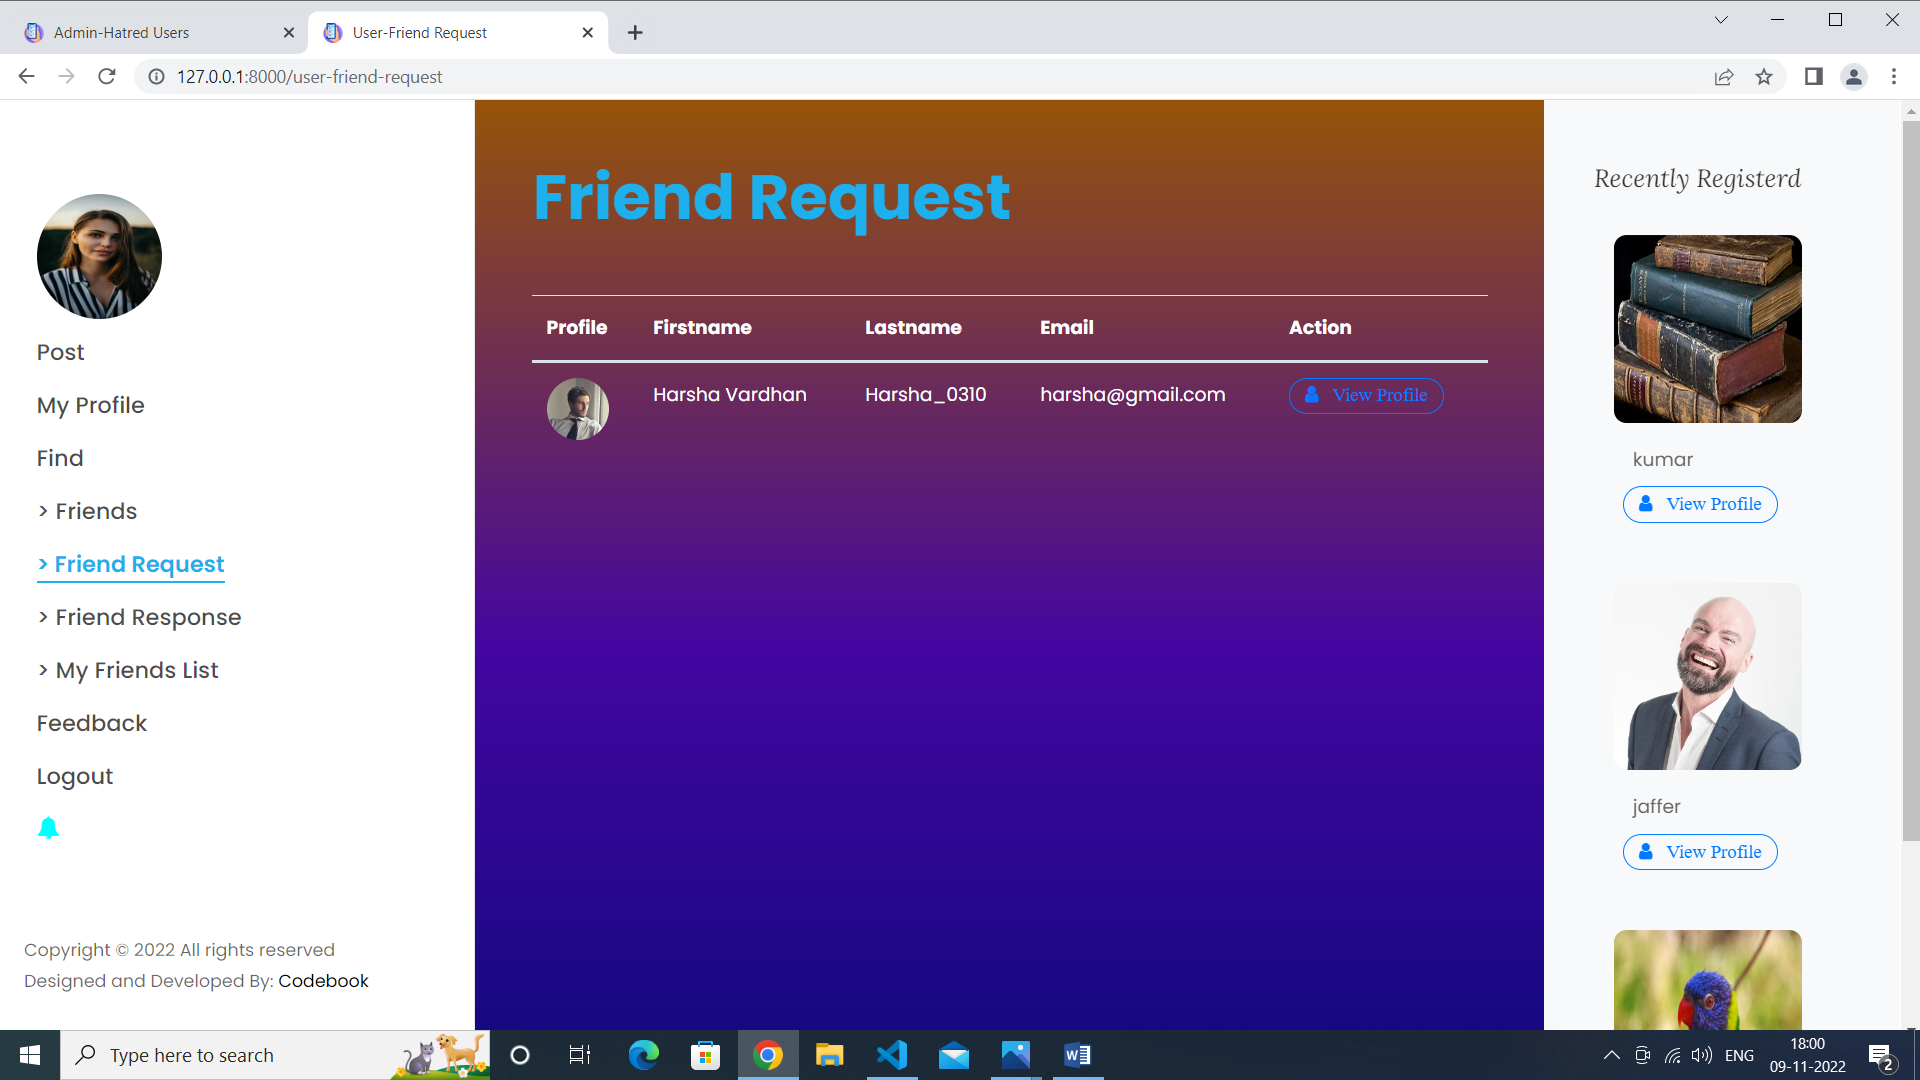 Admin-Hatred Users
User-Friend Request
127.0.0.1:8000/user-friend-request
Post
My Profile
Find
> Friends
> Friend Request
> Friend Response
> My Friends List
Feedback
Logout
Copyright © 2022 All rights reserved
Designed and Developed By: Codebook
Friend Request
Profile Firstname Lastname Email Action
Harsha Vardhan Harsha_0310 harsha@gmail.com View Profile
Recently Registerd
kumar
View Profile
jaffer
View Profile
Type here to search
ENG
18:00
09-11-2022
2